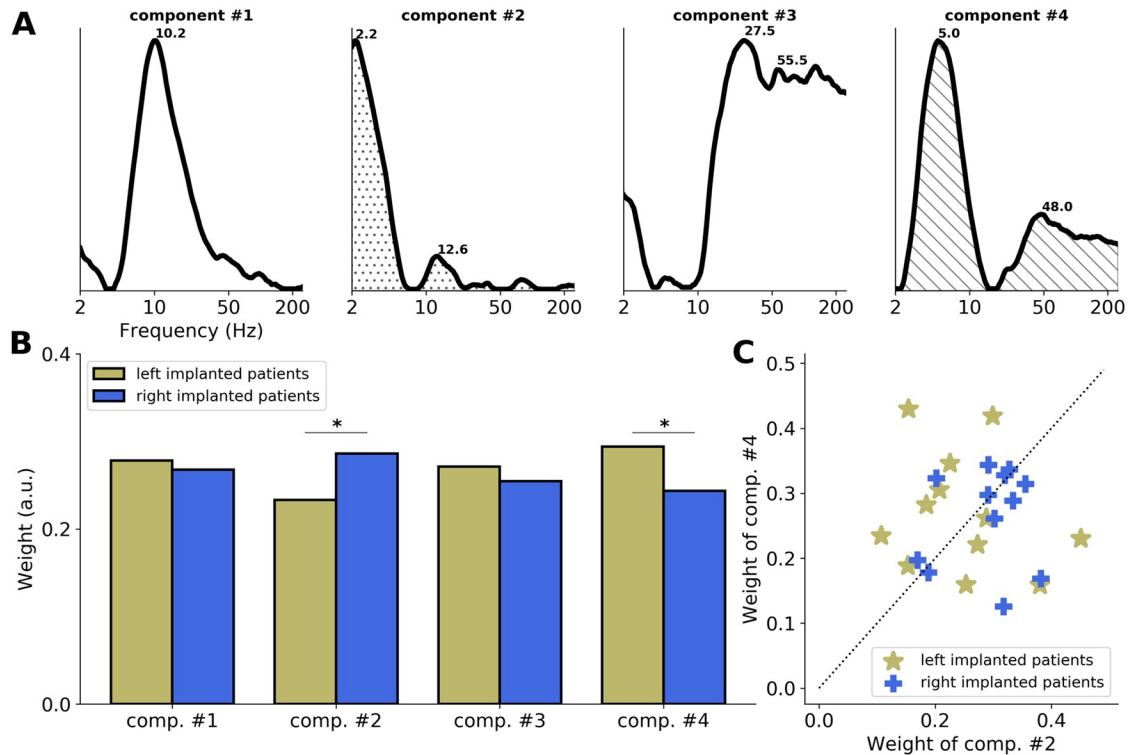 A
component #1
component #2
component #3
component #4
10.2
2.2
12.6
27.5
55.5
5.0
48.0
2 10 50 200
2 10 50 200
2 10 50 200
2 10 50 200
Frequency (Hz)
B
0.4
0.2
0.0
Weight (a.u.)
left implanted patients
right implanted patients
*
*
comp. #1
comp. #2
comp. #3
comp. #4
C
0.5
0.4
0.3
0.2
0.1
0.0
Weight of comp. #4
left implanted patients
right implanted patients
0.0 0.2 0.4
Weight of comp. #2